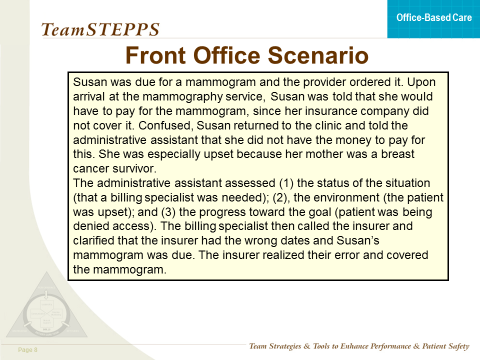 Office-Based Care
TeamSTEPPS
Front Office Scenario
Susan was due for a mammogram and the provider ordered it. Upon
arrival at the mammography service, Susan was told that she would
have to pay for the mammogram, since her insurance company did
not cover it. Confused, Susan returned to the clinic and told the
administrative assistant that she did not have the money to pay for
this. She was especially upset because her mother was a breast
cancer survivor.
The administrative assistant assessed (1) the status of the situation
(that a billing specialist was needed); (2), the environment (the patient
was upset); and (3) the progress toward the goal (patient was being
denied access). The billing specialist then called the insurer and
clarified that the insurer had the wrong dates and Susan's
mammogram was due. The insurer realized their error and covered
the mammogram.
Team Strategies & Tools to Enhance Performance & Patient Safety